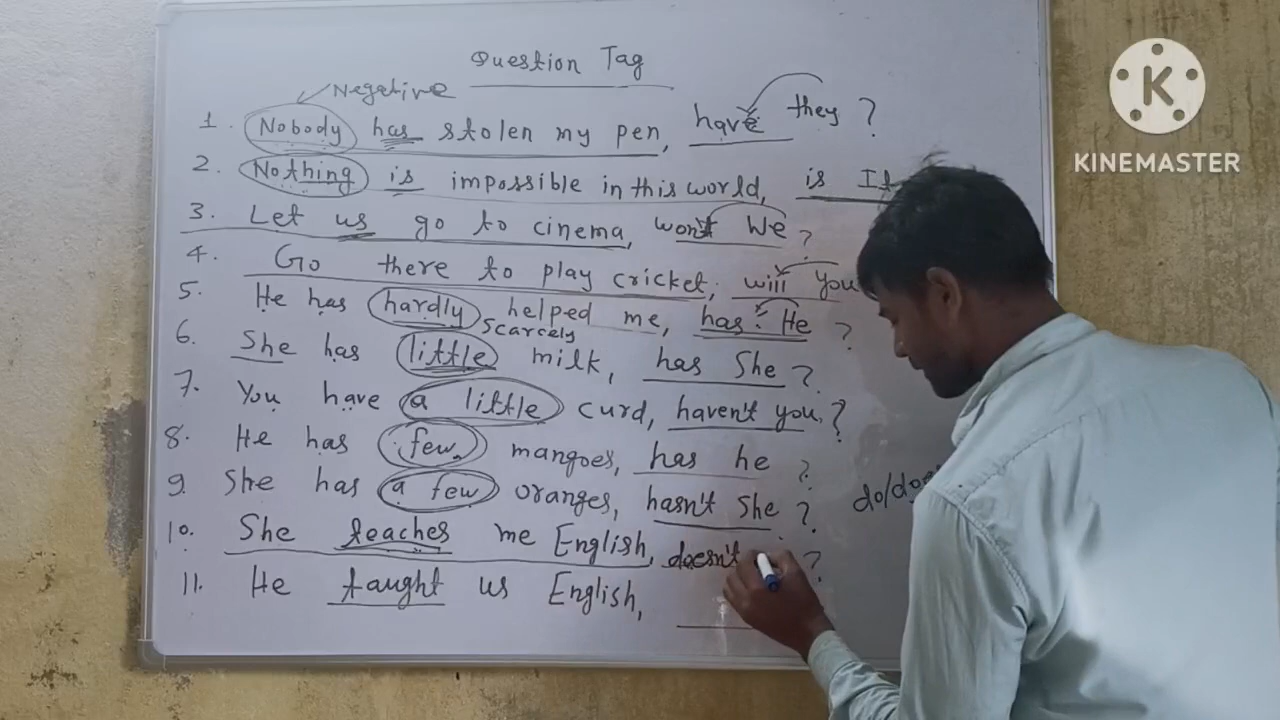 Question Tag
Negative
1. Nobody has stolen my pen, have they ?
2. Nothing is impossible in this world, is It
3. Let us go to cinema, won't We ?
4. Go there to play cricket, will you
5. He has hardly helped me, has He ?
scarcely
6. She has little milk, has She ?
7. You have a little curd, haven't you ?
8. He has few mangoes, has he ?
9. She has a few oranges, hasn't She ?
do/doe
10. She teaches me English, doesn't ?
11. He taught us English,
K
KINEMASTER